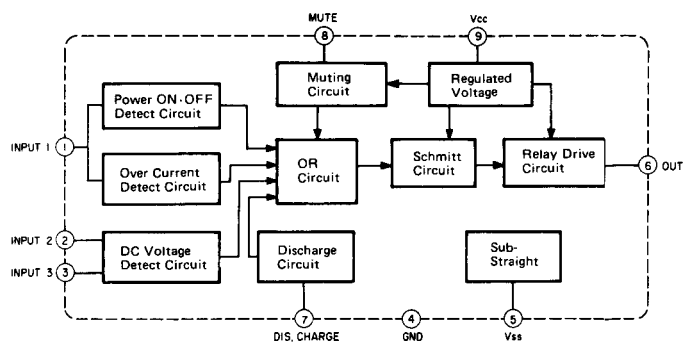 MUTE
Vcc
8
9
Muting
Circuit
Regulated
Voltage
Power ON·OFF
Detect Circuit
INPUT 1
1
Over Current
Detect Circuit
OR
Circuit
Schmitt
Circuit
Relay Drive
Circuit
6
OUT
INPUT 2
2
INPUT 3
3
DC Voltage
Detect Circuit
Discharge
Circuit
Sub-
Straight
7
4
5
DIS, CHARGE
GND
Vss